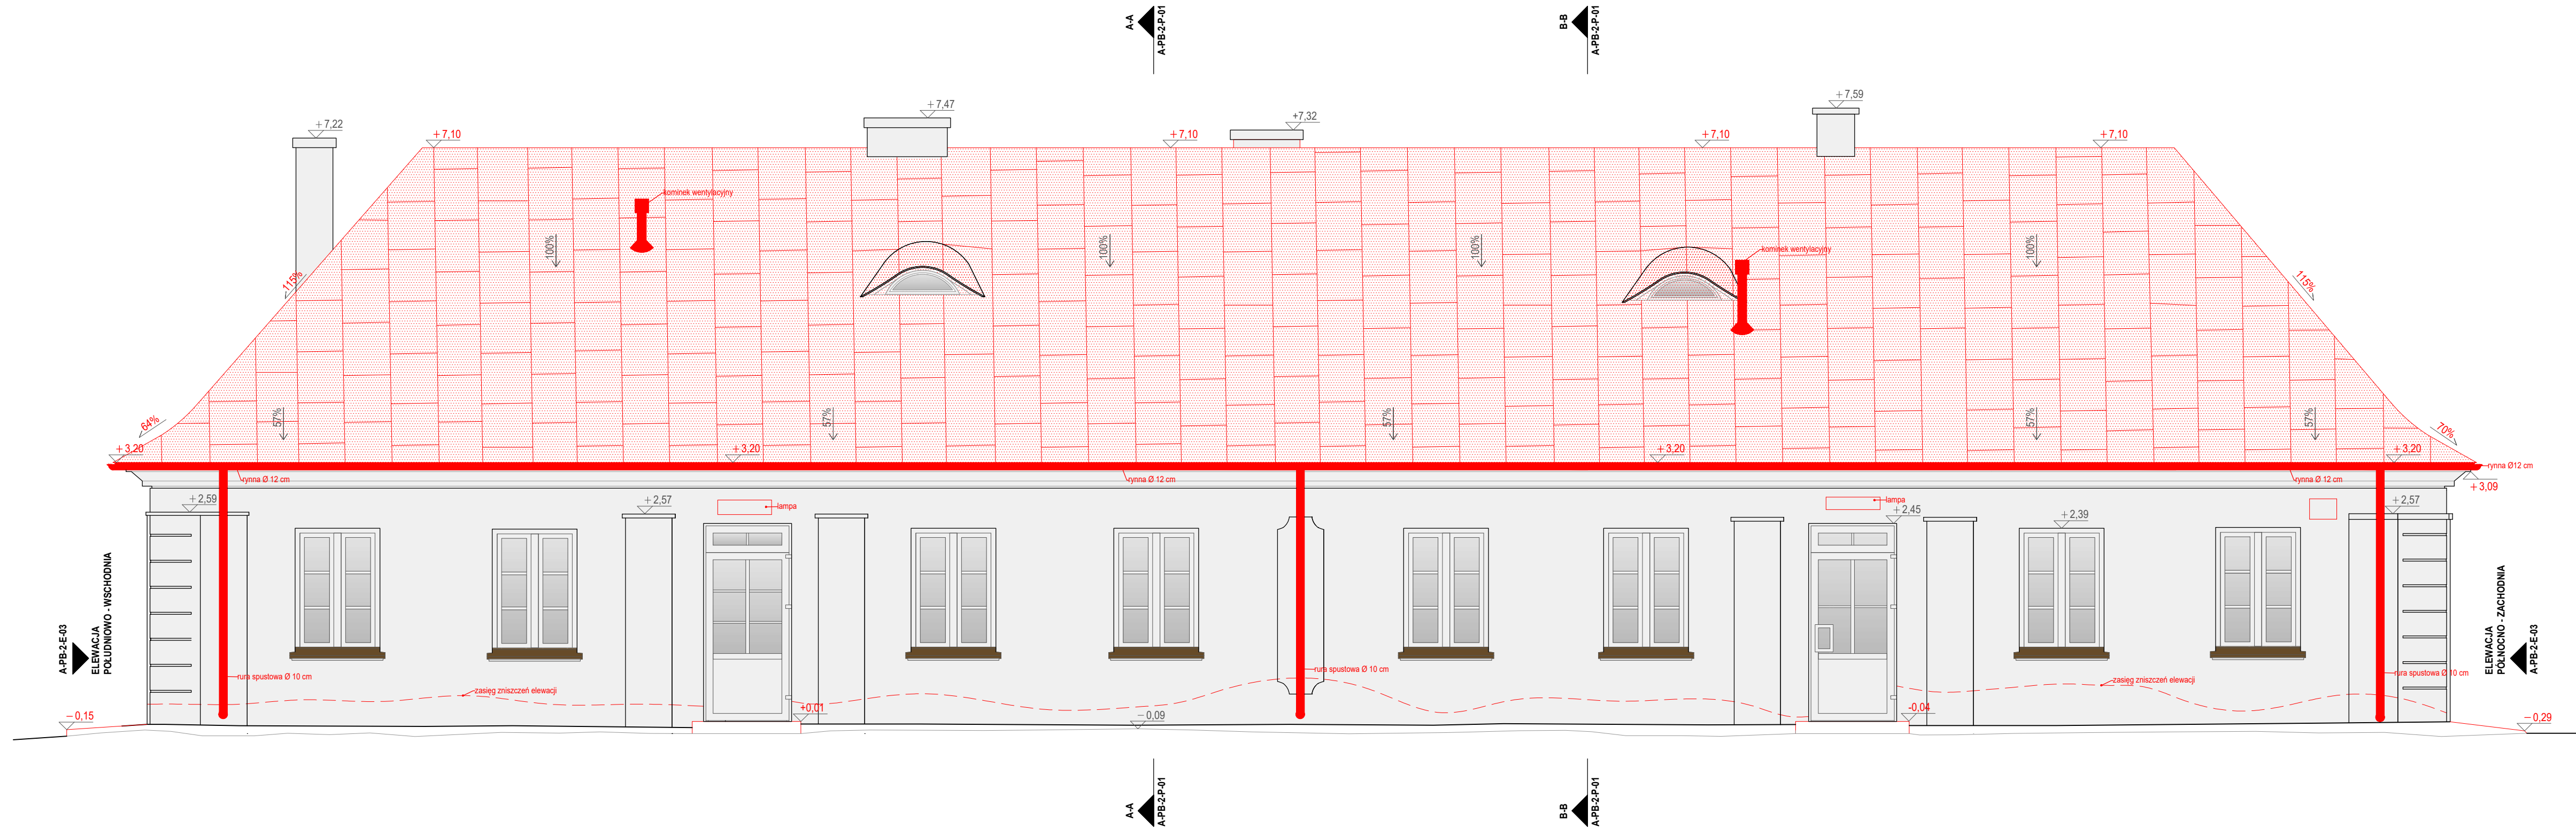 A-A
A-PB-2-P-01
B-B
A-PB-2-P-01
+7,22
+7,10
+7,47
+7,10
+7,32
+7,10
+7,59
+7,10
kominek wentylacyjny
kominek wentylacyjny
100%
100%
100%
100%
115%
115%
64%
57%
57%
57%
57%
57%
70%
+3,20
+3,20
+3,20
+3,20
rynna Ø12 cm
rynna Ø 12 cm
rynna Ø 12 cm
rynna Ø 12 cm
+3,09
+2,59
+2,57
lampa
lampa
+2,45
+2,39
+2,57
A-PB-2-E-03
ELEWACJA
POŁUDNIOWO - WSCHODNIA
ELEWACJA
PÓŁNOCNO - ZACHODNIA
A-PB-2-E-03
rura spustowa Ø 10 cm
rura spustowa Ø 10 cm
rura spustowa Ø 10 cm
zasięg zniszczeń elewacji
zasięg zniszczeń elewacji
-0,15
+0,01
-0,09
-0,04
-0,29
A-A
A-PB-2-P-01
B-B
A-PB-2-P-01